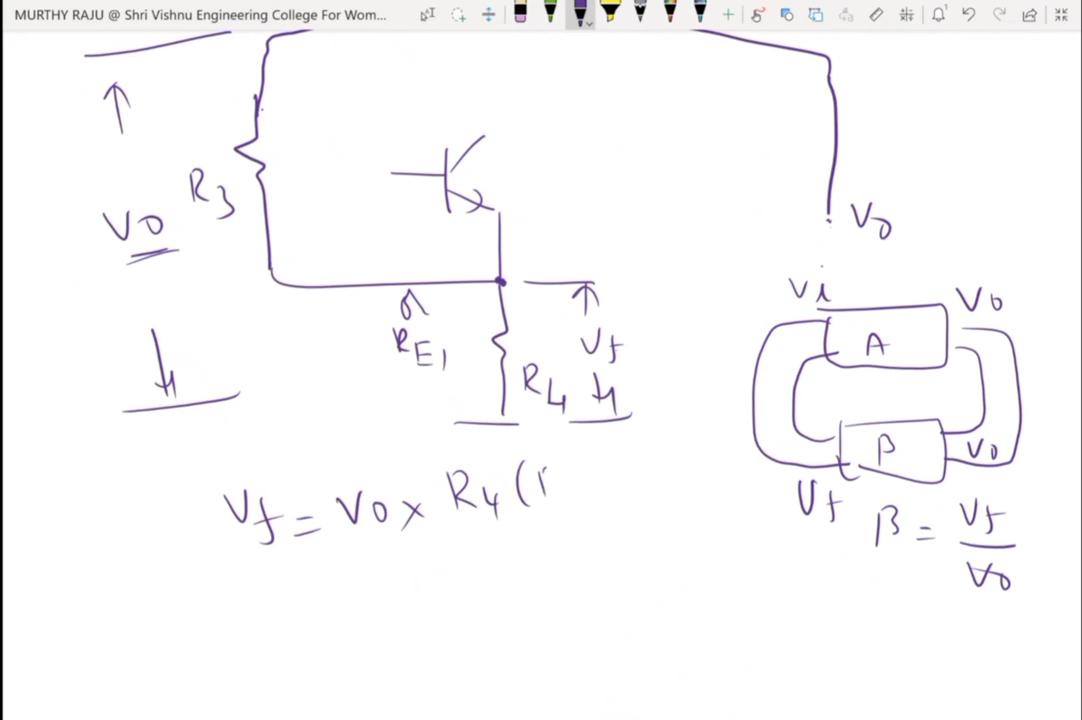 MURTHY RAJU @ Shri Vishnu Engineering College For Wom...
R3
Vo
Vo
RE1
Vf
R4
Vi
Vo
A
β
Vo
Vf
Vf = Vo x R4 (
β = Vf / Vo